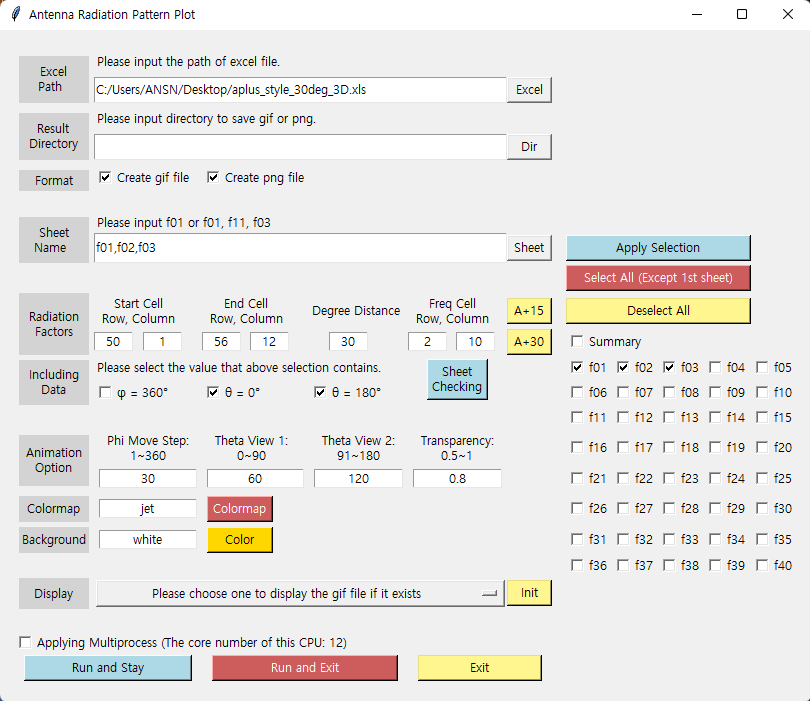 Antenna Radiation Pattern Plot
Excel
Path
Please input the path of excel file.
C:/Users/ANSN/Desktop/aplus_style_30deg_3D.xls
Excel
Result
Directory
Please input directory to save gif or png.
Dir
Format
Create gif file
Create png file
Sheet
Name
Please input f01 or f01, f11, f03
f01,f02,f03
Sheet
Apply Selection
Select All (Except 1st sheet)
Deselect All
Radiation
Factors
Start Cell
Row, Column
50 1
End Cell
Row, Column
56 12
Degree Distance
30
Freq Cell
Row, Column
2 10
A+15
A+30
Including
Data
Please select the value that above selection contains.
φ = 360°
θ = 0°
θ = 180°
Sheet
Checking
Summary
f01 f02 f03 f04 f05
f06 f07 f08 f09 f10
f11 f12 f13 f14 f15
f16 f17 f18 f19 f20
f21 f22 f23 f24 f25
f26 f27 f28 f29 f30
f31 f32 f33 f34 f35
f36 f37 f38 f39 f40
Animation
Option
Phi Move Step:
1~360
30
Theta View 1:
0~90
60
Theta View 2:
91~180
120
Transparency:
0.5~1
0.8
Colormap
jet
Colormap
Background
white
Color
Display
Please choose one to display the gif file if it exists
Init
Applying Multiprocess (The core number of this CPU: 12)
Run and Stay
Run and Exit
Exit